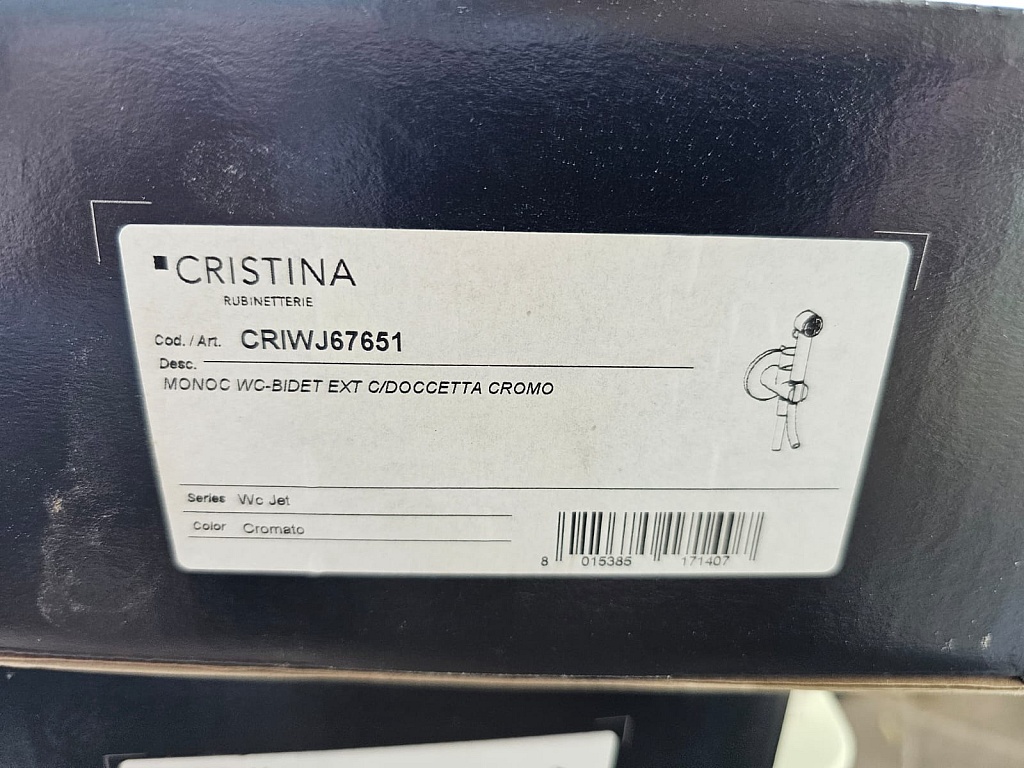 CRISTINA
RUBINETTERIE
Cod. / Art. CRIWJ67651
Desc.
MONOC WC-BIDET EXT C/DOCCETTA CROMO
Series Wc Jet
Color Cromato
8 015385 171407